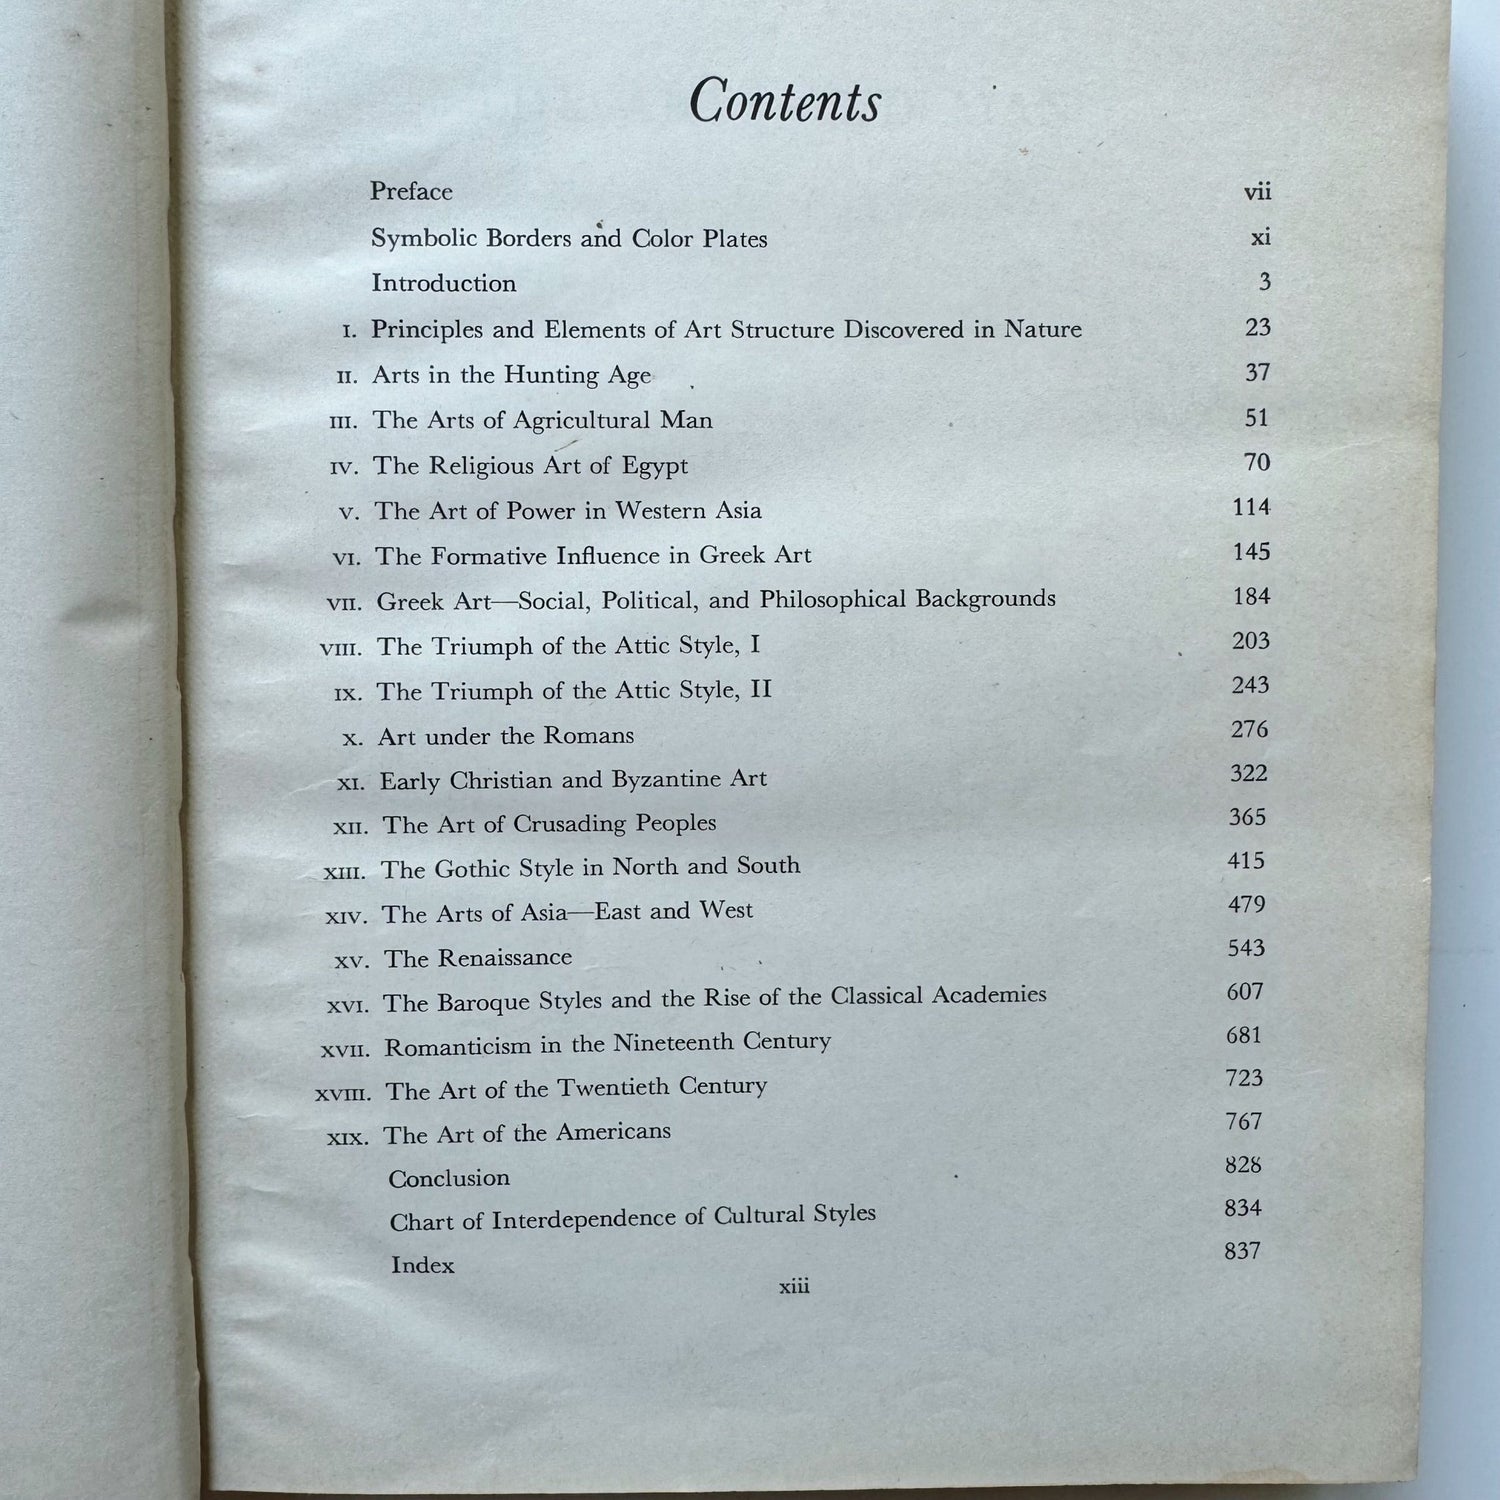 Contents
Preface vii
Symbolic Borders and Color Plates xi
Introduction 3
I. Principles and Elements of Art Structure Discovered in Nature 23
II. Arts in the Hunting Age 37
III. The Arts of Agricultural Man 51
IV. The Religious Art of Egypt 70
V. The Art of Power in Western Asia 114
VI. The Formative Influence in Greek Art 145
VII. Greek Art—Social, Political, and Philosophical Backgrounds 184
VIII. The Triumph of the Attic Style, I 203
IX. The Triumph of the Attic Style, II 243
X. Art under the Romans 276
XI. Early Christian and Byzantine Art 322
XII. The Art of Crusading Peoples 365
XIII. The Gothic Style in North and South 415
XIV. The Arts of Asia—East and West 479
XV. The Renaissance 543
XVI. The Baroque Styles and the Rise of the Classical Academies 607
XVII. Romanticism in the Nineteenth Century 681
XVIII. The Art of the Twentieth Century 723
XIX. The Art of the Americans 767
Conclusion 828
Chart of Interdependence of Cultural Styles 834
Index 837
xiii